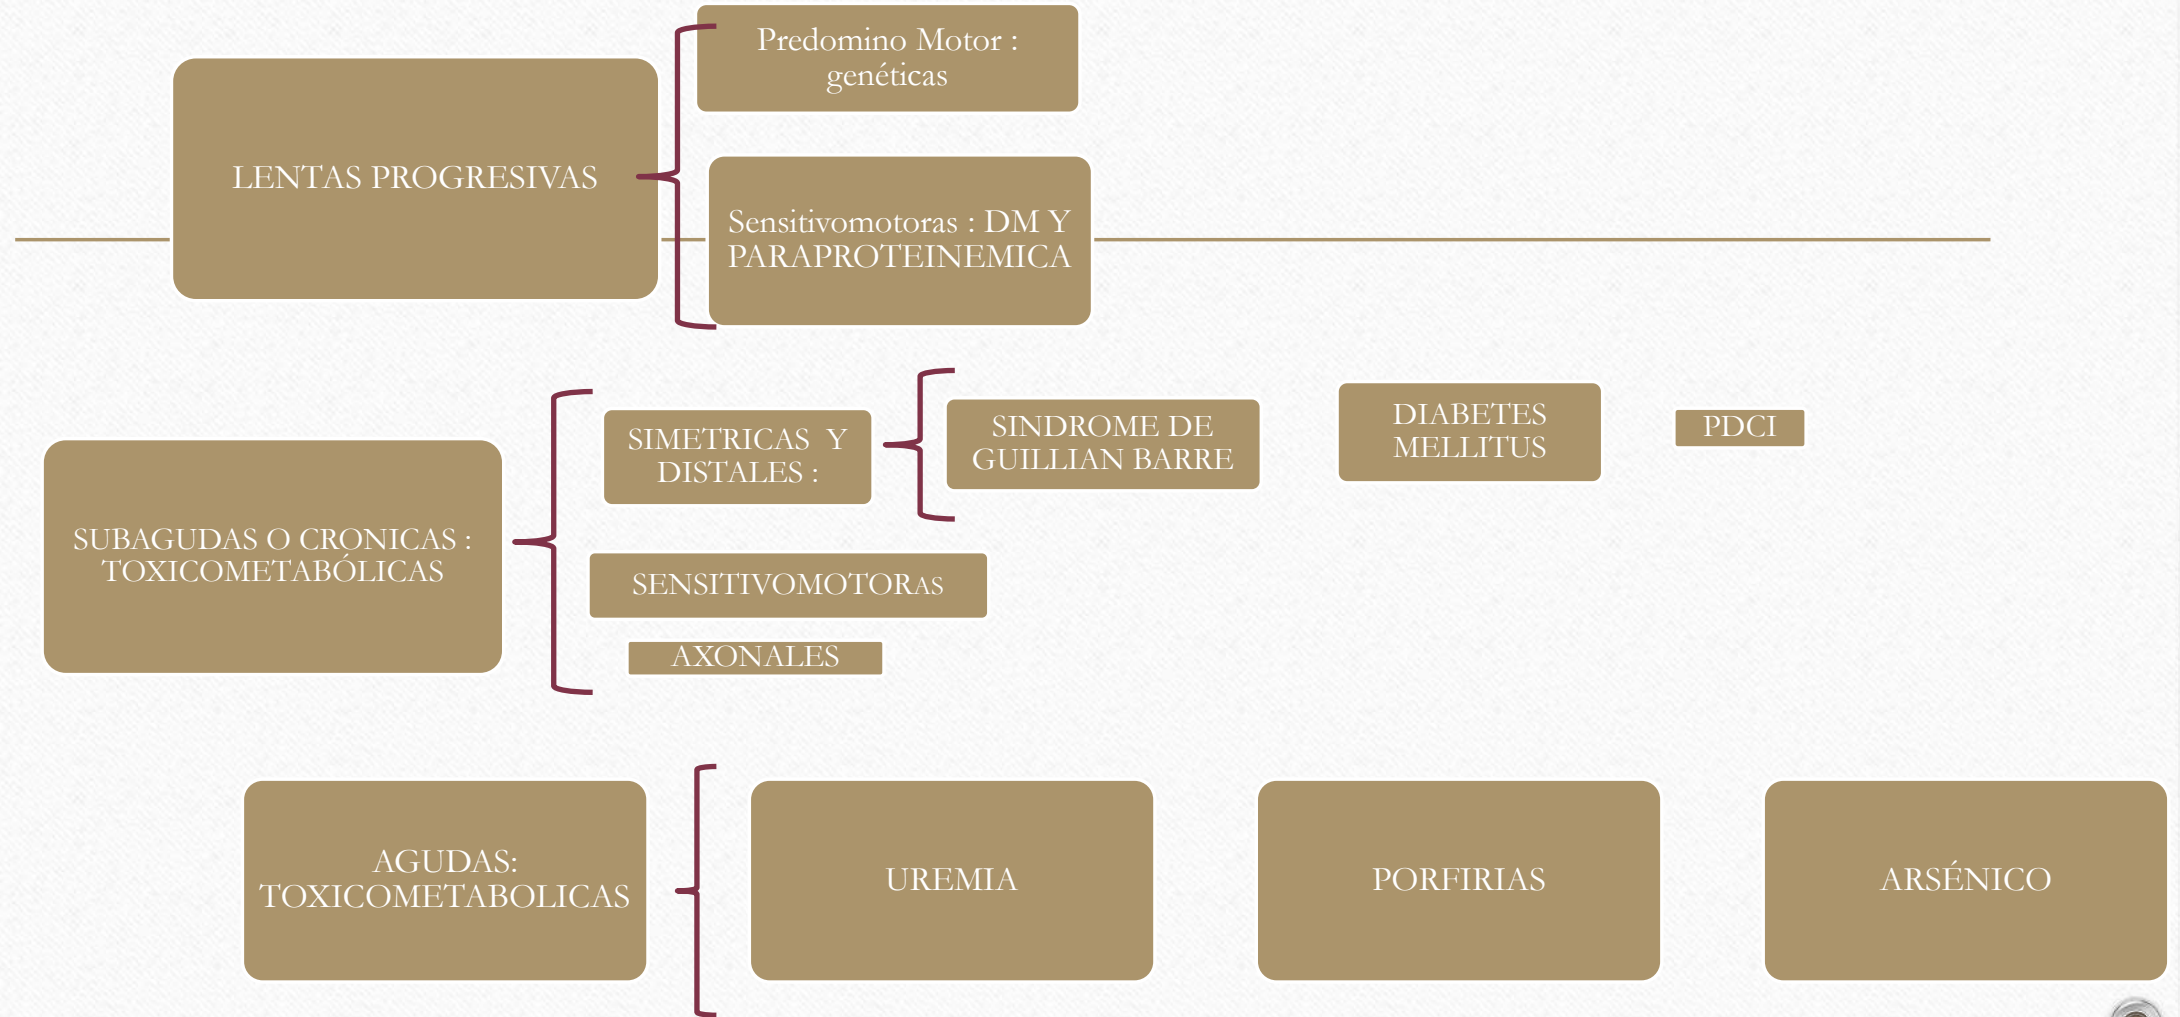 Predomino Motor :
genéticas
LENTAS PROGRESIVAS
Sensitivomotoras : DM Y
PARAPROTEINEMICA
SUBAGUDAS O CRONICAS :
TOXICOMETABÓLICAS
SIMETRICAS Y
DISTALES :
SINDROME DE
GUILLIAN BARRE
DIABETES
MELLITUS
PDCI
SENSITIVOMOTORAS
AXONALES
AGUDAS:
TOXICOMETABOLICAS
UREMIA
PORFIRIAS
ARSÉNICO